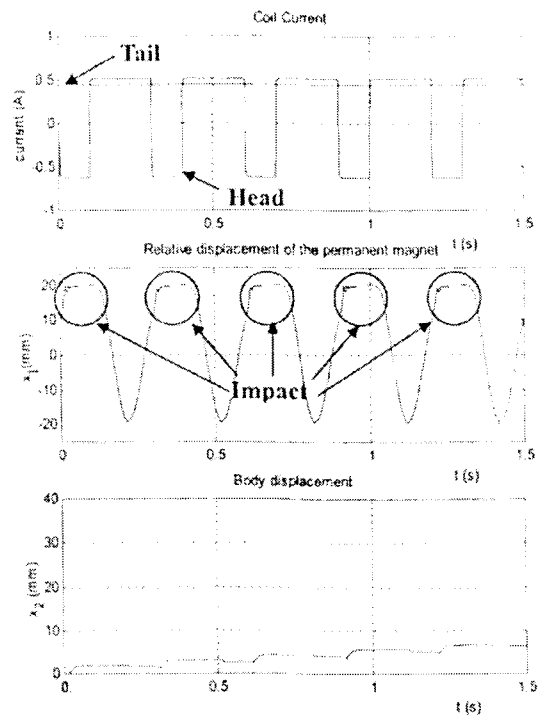 Coil Current
1
Tail
0.5
0
-0.5
-1
current (A)
Head
0
0.5
1
1.5
t (s)
Relative displacement of the permanent magnet
20
10
0
-10
-20
x1(mm)
Impact
0
0.5
1
1.5
t (s)
Body displacement
40
30
20
10
0
x2 (mm)
0
0.5
1
1.5
t (s)